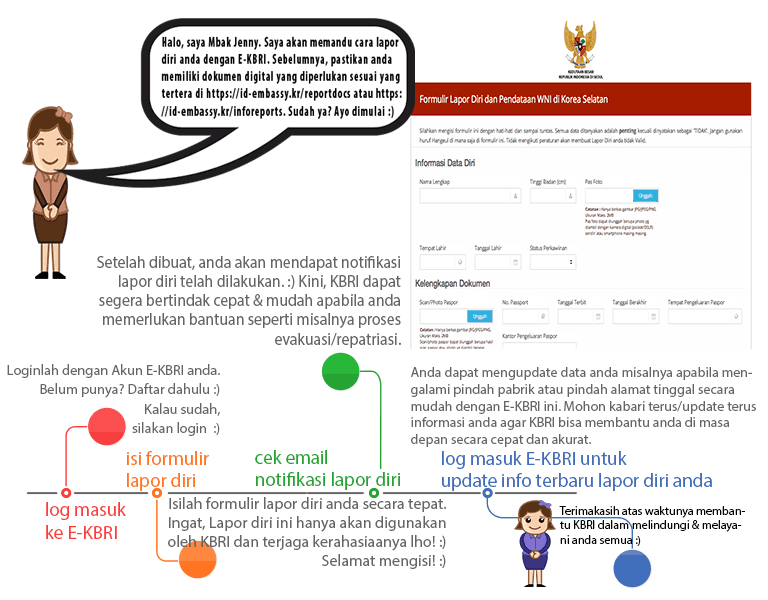 Halo, saya Mbak Jenny. Saya akan memandu cara lapor
diri anda dengan E-KBRI. Sebelumnya, pastikan anda
memiliki dokumen digital yang diperlukan sesuai yang
tertera di https://id-embassy.kr/reportdocs atau https:
//id-embassy.kr/inforeports. Sudah ya? Ayo dimulai :)
KEDUTAAN BESAR
REPUBLIK INDONESIA DI SEOUL
Formulir Lapor Diri dan Pendataan WNI di Korea Selatan
Silahkan mengisi formulir ini dengan hati-hati dan sampai tuntas. Semua data ditanyakan adalah penting kecuali dinyatakan sebagai "TIDAK". Jangan gunakan
huruf Hangeul di mana saja di formulir ini. Tidak mengikuti peraturan akan membuat Lapor Diri anda tidak Valid.
Informasi Data Diri
Nama Lengkap
Tinggi Badan (cm)
Pas Foto
Unggah
Catatan : Hanya berkas gambar JPG/JPEG/PNG.
Ukuran Maks. 2MB
Pas foto dapat diunggah berupa photo yg
diambil dengan kamera digital (pocket/DSLR)
sendiri atau smartphone masing-masing.
Tempat Lahir
Tanggal Lahir
Status Perkawinan
Kelengkapan Dokumen
Scan/Photo Paspor
No. Passport
Tanggal Terbit
Tanggal Berakhir
Tempat Pengeluaran Paspor
Unggah
Catatan : Hanya berkas gambar JPG/JPEG/PNG.
Ukuran Maks. 2MB
Scan/photo paspor dapat diunggah berupa hasil
Kantor Pengeluaran Paspor
Setelah dibuat, anda akan mendapat notifikasi
lapor diri telah dilakukan. :) Kini, KBRI dapat
segera bertindak cepat & mudah apabila anda
memerlukan bantuan seperti misalnya proses
evakuasi/repatriasi.
Loginlah dengan Akun E-KBRI anda.
Belum punya? Daftar dahulu :)
Kalau sudah,
silakan login :)
Anda dapat mengupdate data anda misalnya apabila men-
galami pindah pabrik atau pindah alamat tinggal secara
mudah dengan E-KBRI ini. Mohon kabari terus/update terus
informasi anda agar KBRI bisa membantu anda di masa
depan secara cepat dan akurat.
isi formulir
lapor diri
cek email
notifikasi lapor diri
log masuk E-KBRI untuk
update info terbaru lapor diri anda
log masuk
ke E-KBRI
Isilah formulir lapor diri anda secara tepat.
Ingat, Lapor diri ini hanya akan digunakan
oleh KBRI dan terjaga kerahasiaanya lho! :)
Selamat mengisi! :)
Terimakasih atas waktunya memban-
tu KBRI dalam melindungi & melaya-
ni anda semua :)